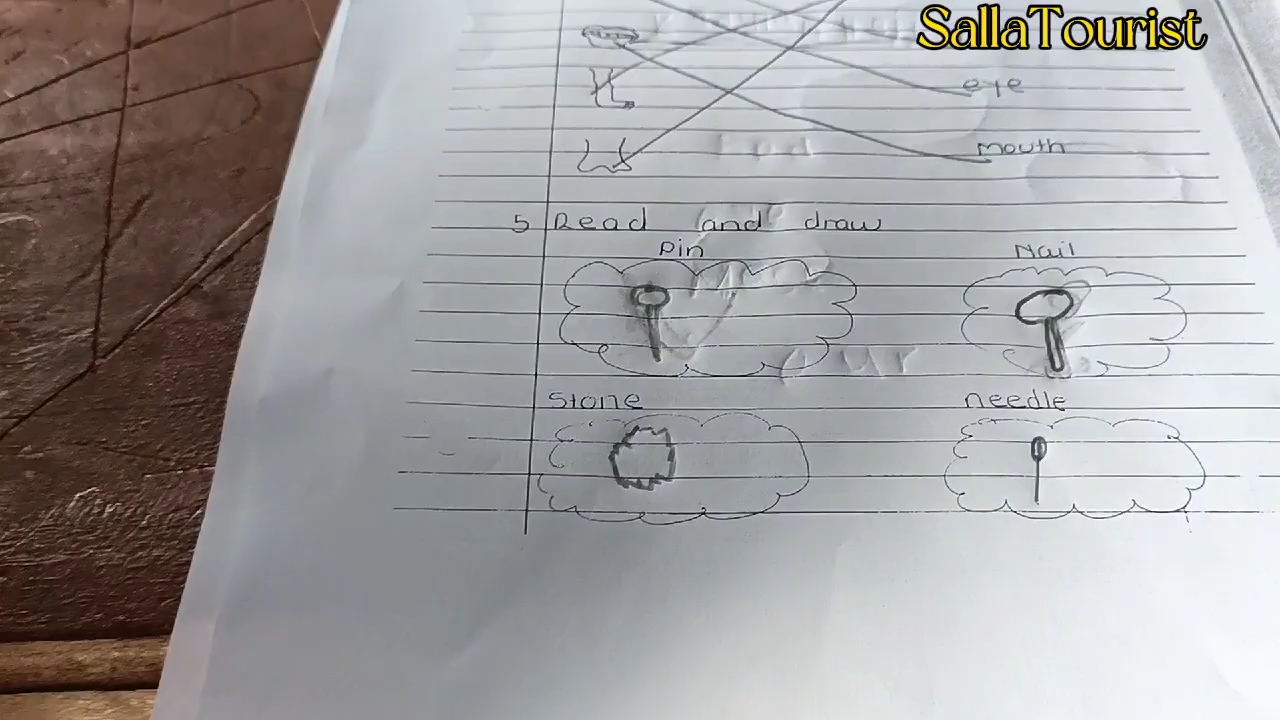 SallaTourist
eye
Mouth
5 Read and draw
Pin Nail
Stone needle